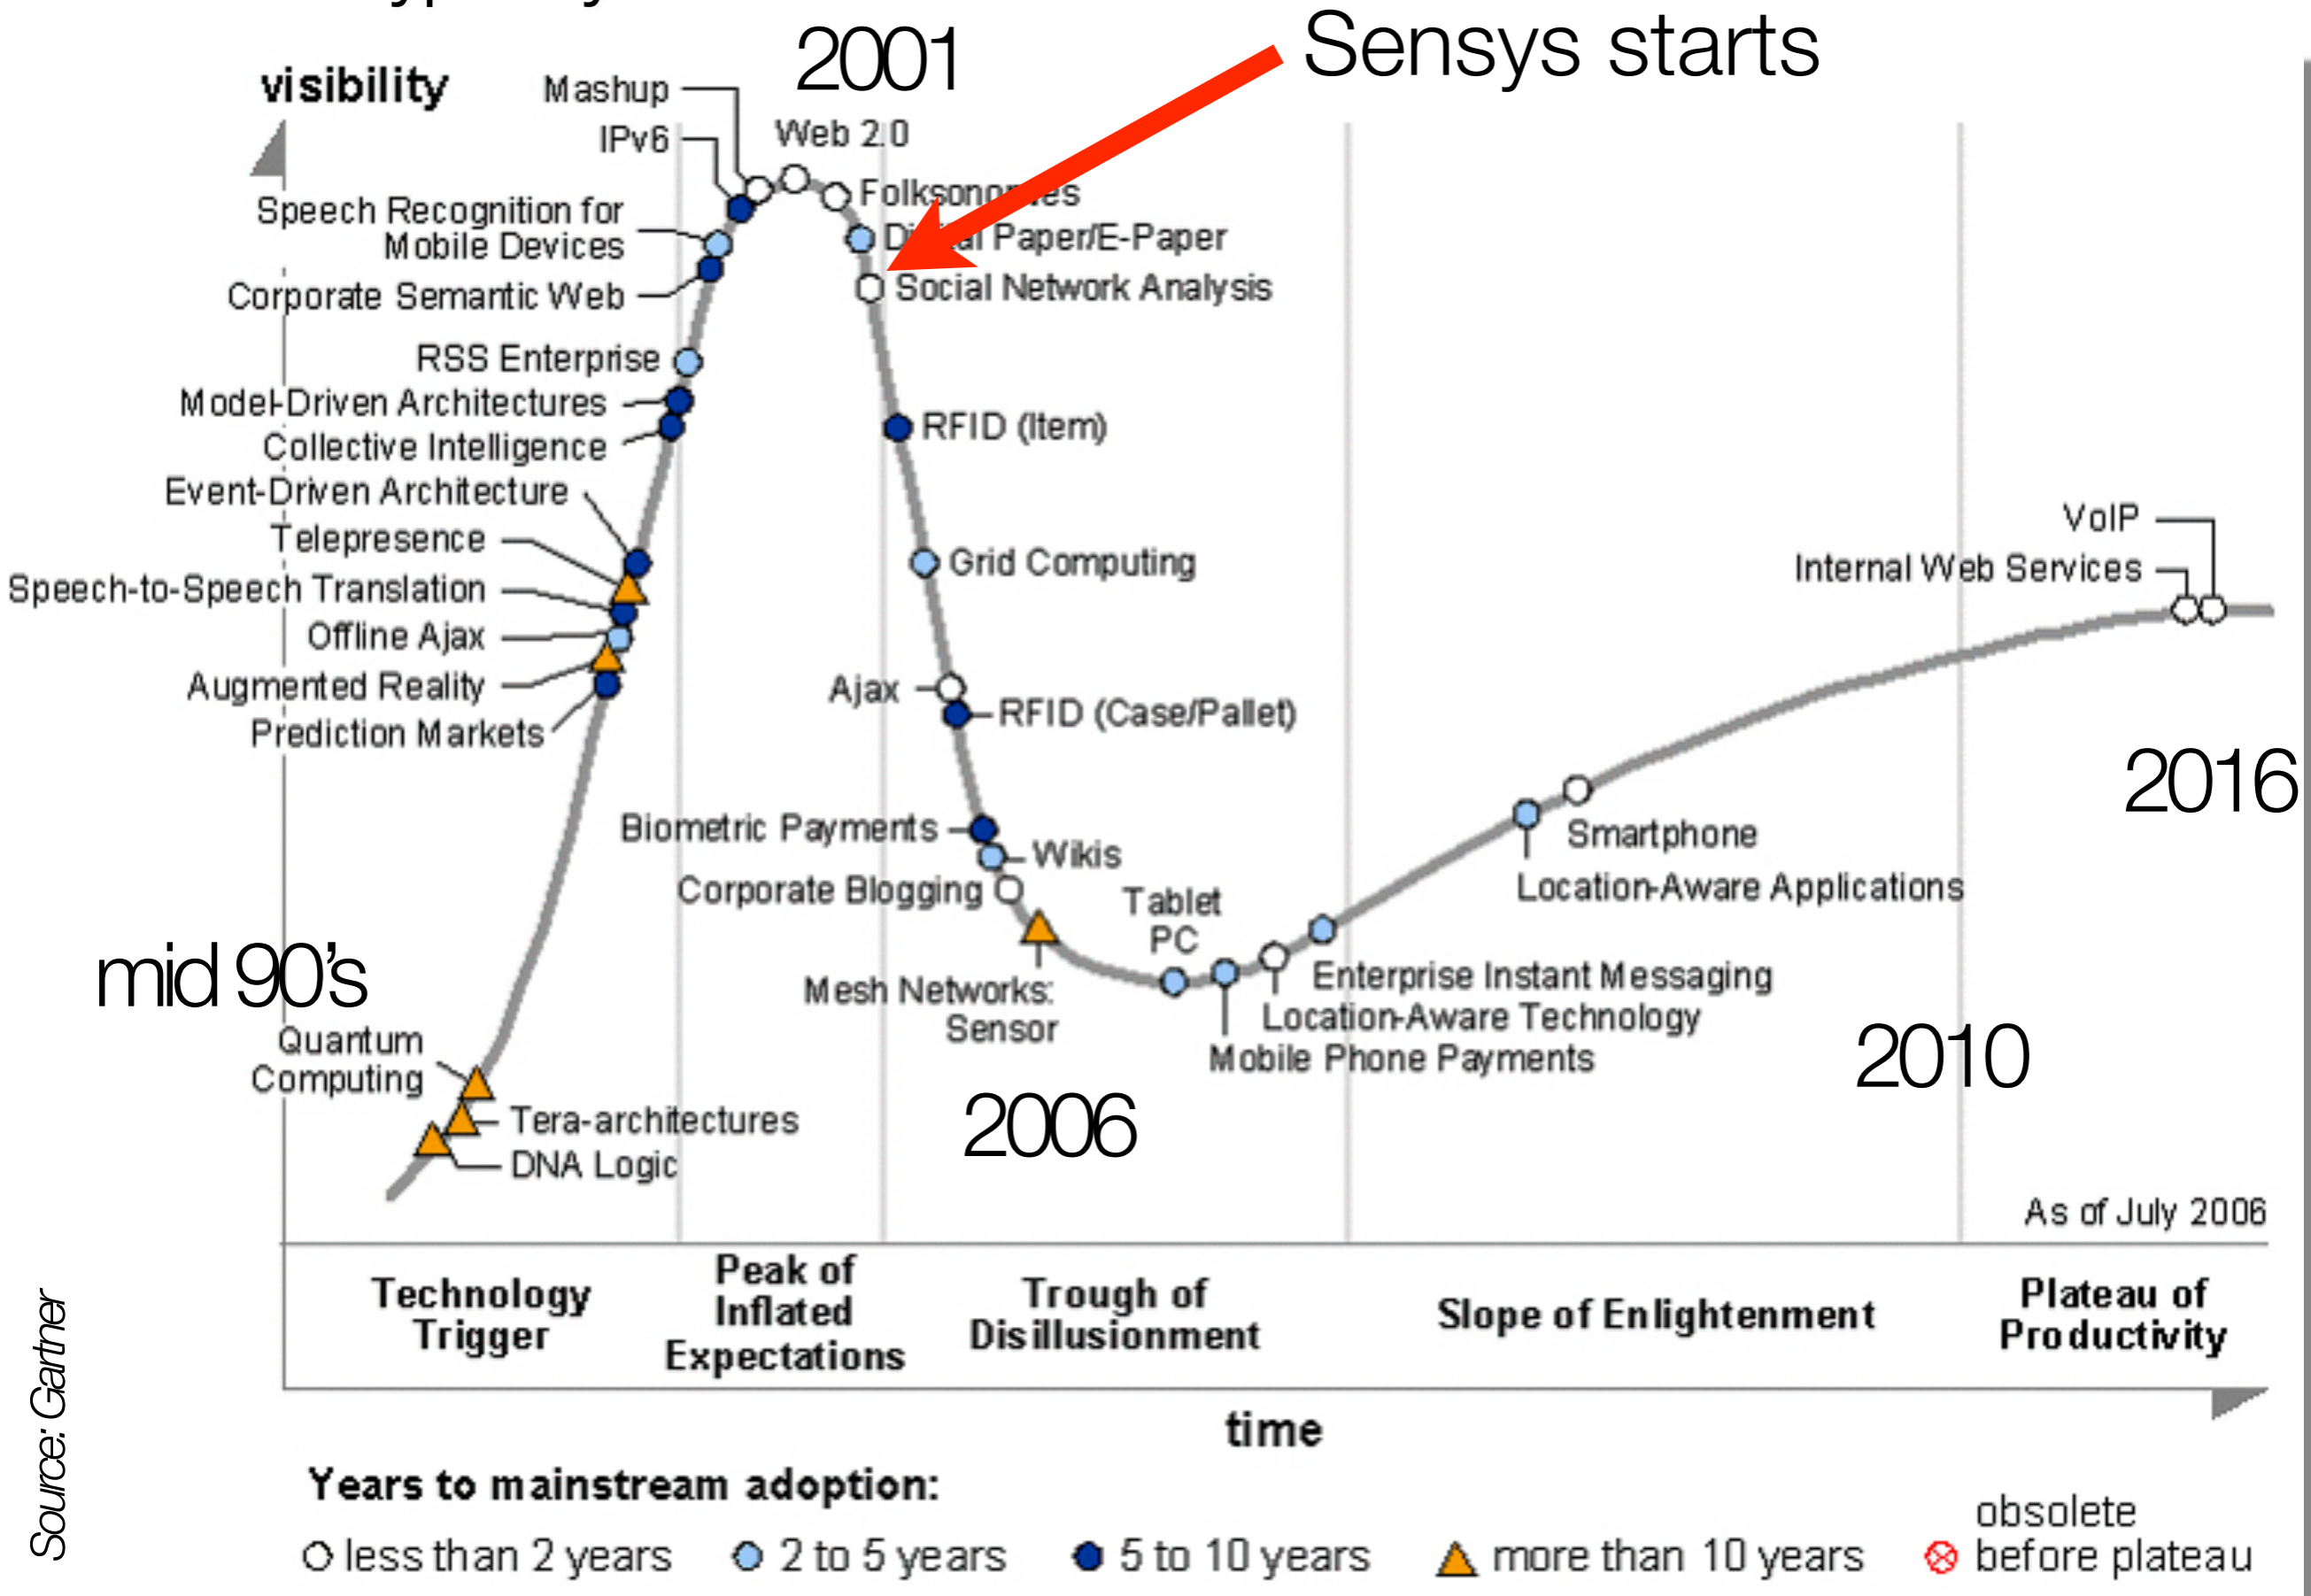 2001
Sensys starts
visibility
Mashup
IPv6
Web 2.0
Speech Recognition for
Mobile Devices
Folksonomies
Digital Paper/E-Paper
Corporate Semantic Web
Social Network Analysis
RSS Enterprise
Model-Driven Architectures
Collective Intelligence
RFID (Item)
Event-Driven Architecture
Telepresence
Speech-to-Speech Translation
Offline Ajax
Augmented Reality
Prediction Markets
Grid Computing
VoIP
Internal Web Services
Ajax
RFID (Case/Pallet)
2016
Biometric Payments
Wikis
Corporate Blogging
Smartphone
Location-Aware Applications
Tablet
PC
mid 90's
Mesh Networks:
Sensor
Enterprise Instant Messaging
Location-Aware Technology
Mobile Phone Payments
Quantum
Computing
2010
Tera-architectures
DNA Logic
2006
As of July 2006
Technology
Trigger
Peak of
Inflated
Expectations
Trough of
Disillusionment
Slope of Enlightenment
Plateau of
Productivity
time
Source: Gartner
Years to mainstream adoption:
less than 2 years
2 to 5 years
5 to 10 years
more than 10 years
obsolete
before plateau